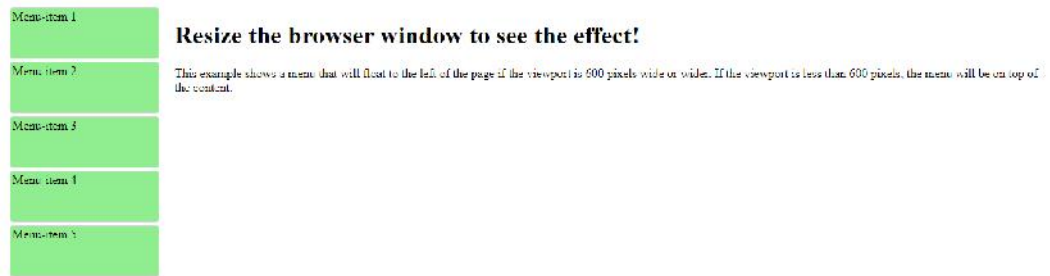 Menu-item 1
Resize the browser window to see the effect!
Menu-item 2
This example shows a menu that will float to the left of the page if the viewport is 600 pixels wide or wider. If the viewport is less than 600 pixels, the menu will be on top of
the content.
Menu-item 3
Menu-item 4
Menu-item 5